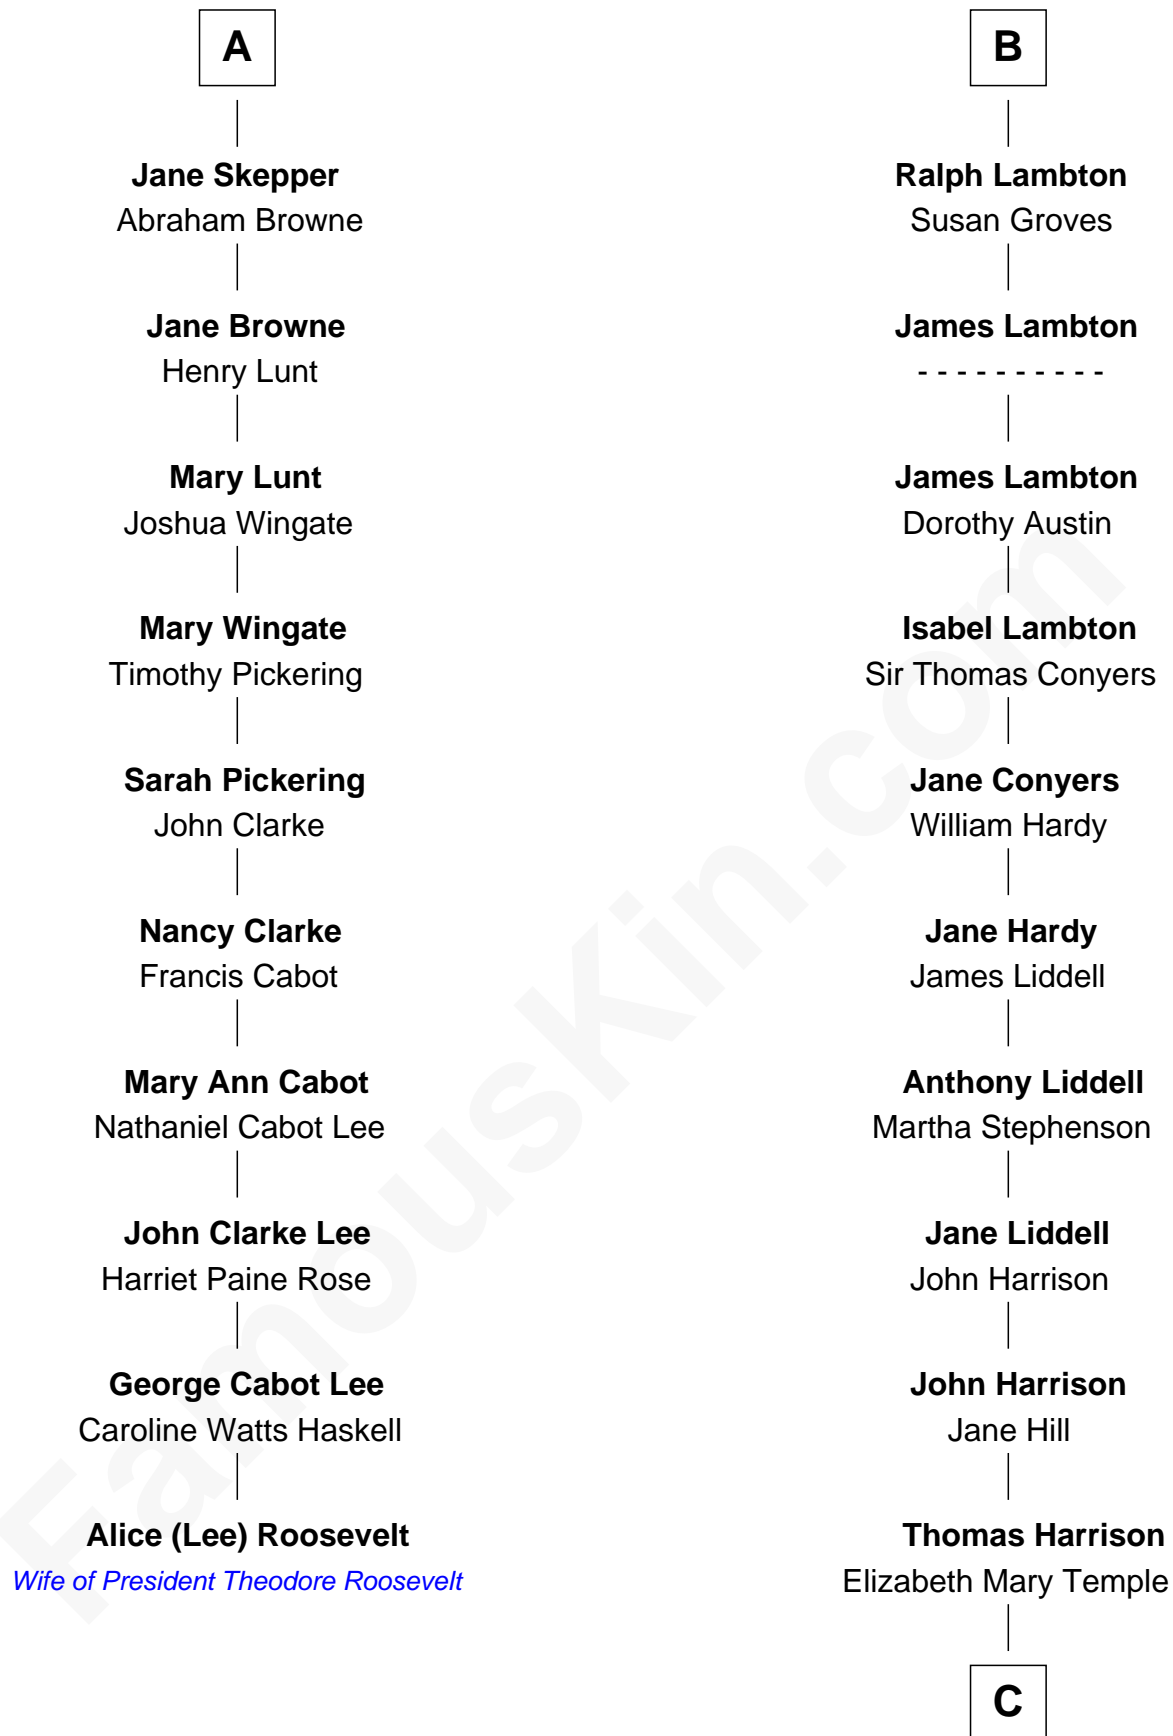 A
Jane Skepper
Abraham Browne
Jane Browne
Henry Lunt
Mary Lunt
Joshua Wingate
Mary Wingate
Timothy Pickering
Sarah Pickering
John Clarke
Nancy Clarke
Francis Cabot
Mary Ann Cabot
Nathaniel Cabot Lee
John Clarke Lee
Harriet Paine Rose
George Cabot Lee
Caroline Watts Haskell
Alice (Lee) Roosevelt
Wife of President Theodore Roosevelt
B
Ralph Lambton
Susan Groves
James Lambton
- - - - - - - - - -
James Lambton
Dorothy Austin
Isabel Lambton
Sir Thomas Conyers
Jane Conyers
William Hardy
Jane Hardy
James Liddell
Anthony Liddell
Martha Stephenson
Jane Liddell
John Harrison
John Harrison
Jane Hill
Thomas Harrison
Elizabeth Mary Temple
C
FamousKin.com